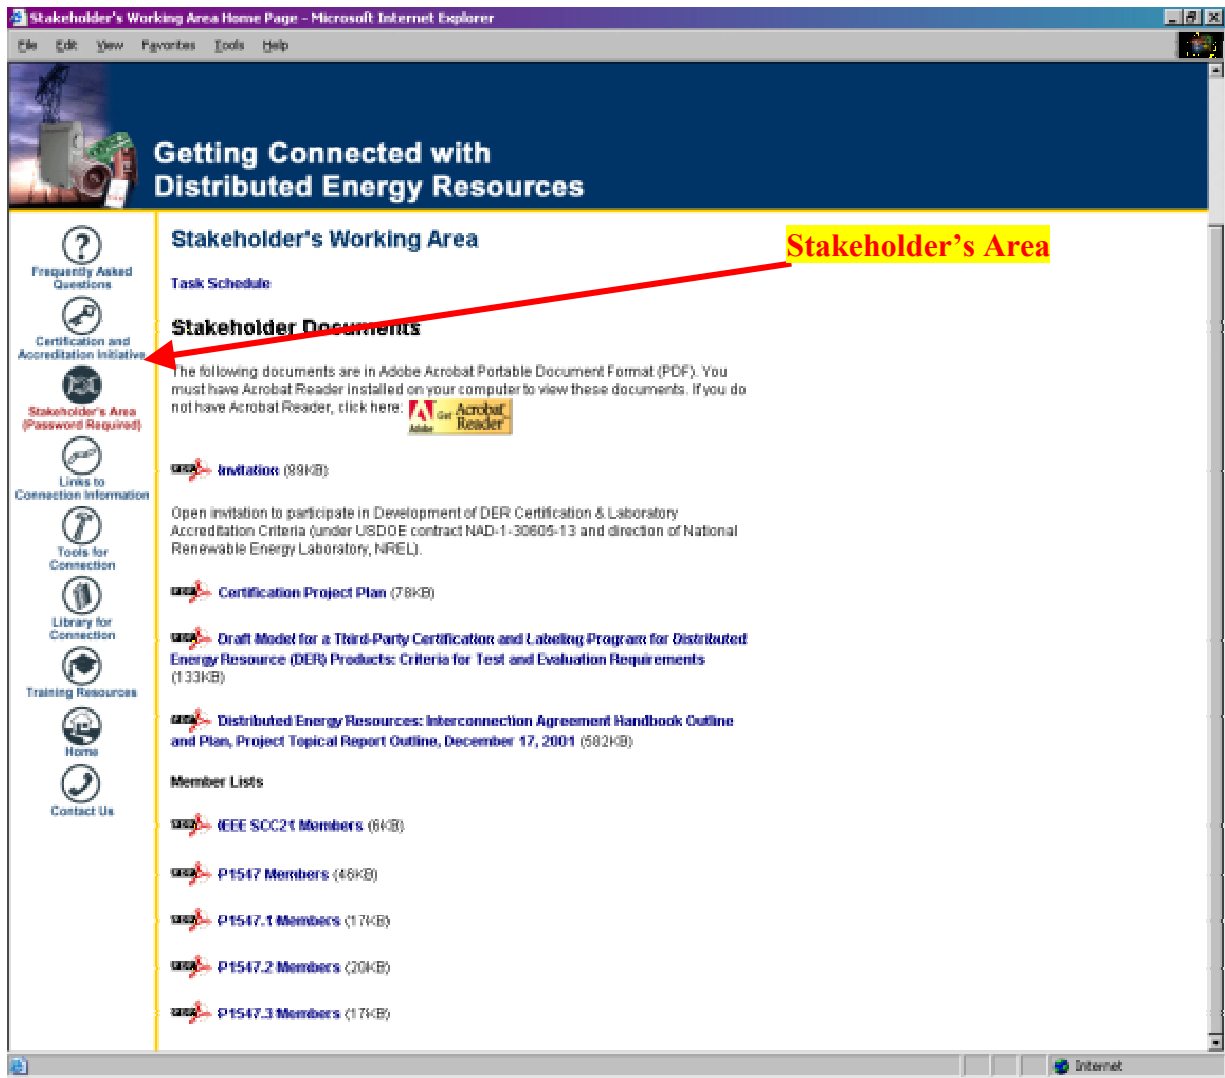 Stakeholder's Working Area Home Page - Microsoft Internet Explorer
File Edit View Favorites Tools Help
Getting Connected with
Distributed Energy Resources
Frequently Asked
Questions
Certification and
Accreditation Initiative
Stakeholder's Area
(Password Required)
Links to
Connection Information
Tools for
Connection
Library for
Connection
Training Resources
Home
Contact Us
Stakeholder's Working Area
Stakeholder’s Area
Task Schedule
Stakeholder Documents
The following documents are in Adobe Acrobat Portable Document Format (PDF). You
must have Acrobat Reader installed on your computer to view these documents. If you do
not have Acrobat Reader, click here:
Adobe Get Acrobat
Reader
Invitation (89KB)
Open invitation to participate in Development of DER Certification & Laboratory
Accreditation Criteria (under USDOE contract NAD-1-30605-13 and direction of National
Renewable Energy Laboratory, NREL).
Certification Project Plan (78KB)
Draft Model for a Third-Party Certification and Labeling Program for Distributed
Energy Resource (DER) Products: Criteria for Test and Evaluation Requirements
(133KB)
Distributed Energy Resources: Interconnection Agreement Handbook Outline
and Plan, Project Topical Report Outline, December 17, 2001 (582KB)
Member Lists
IEEE SCC21 Members (6KB)
P1547 Members (46KB)
P1547.1 Members (17KB)
P1547.2 Members (20KB)
P1547.3 Members (17KB)
Internet